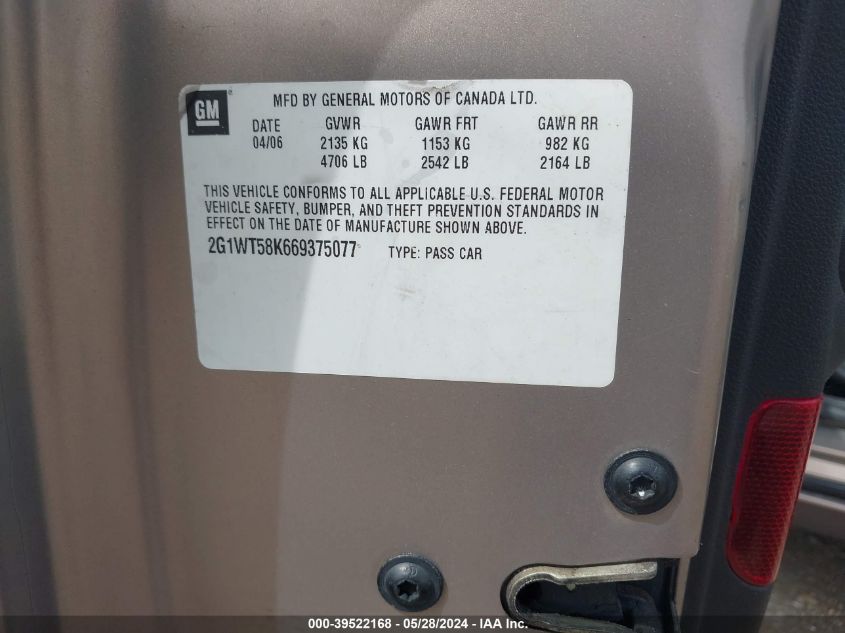 GM
MFD BY GENERAL MOTORS OF CANADA LTD.
DATE GVWR GAWR FRT GAWR RR
04/06 2135 KG 1153 KG 982 KG
4706 LB 2542 LB 2164 LB
THIS VEHICLE CONFORMS TO ALL APPLICABLE U.S. FEDERAL MOTOR
VEHICLE SAFETY, BUMPER, AND THEFT PREVENTION STANDARDS IN
EFFECT ON THE DATE OF MANUFACTURE SHOWN ABOVE.
2G1WT58K669375077 TYPE: PASS CAR
000-39522168 - 05/28/2024 - IAA Inc.